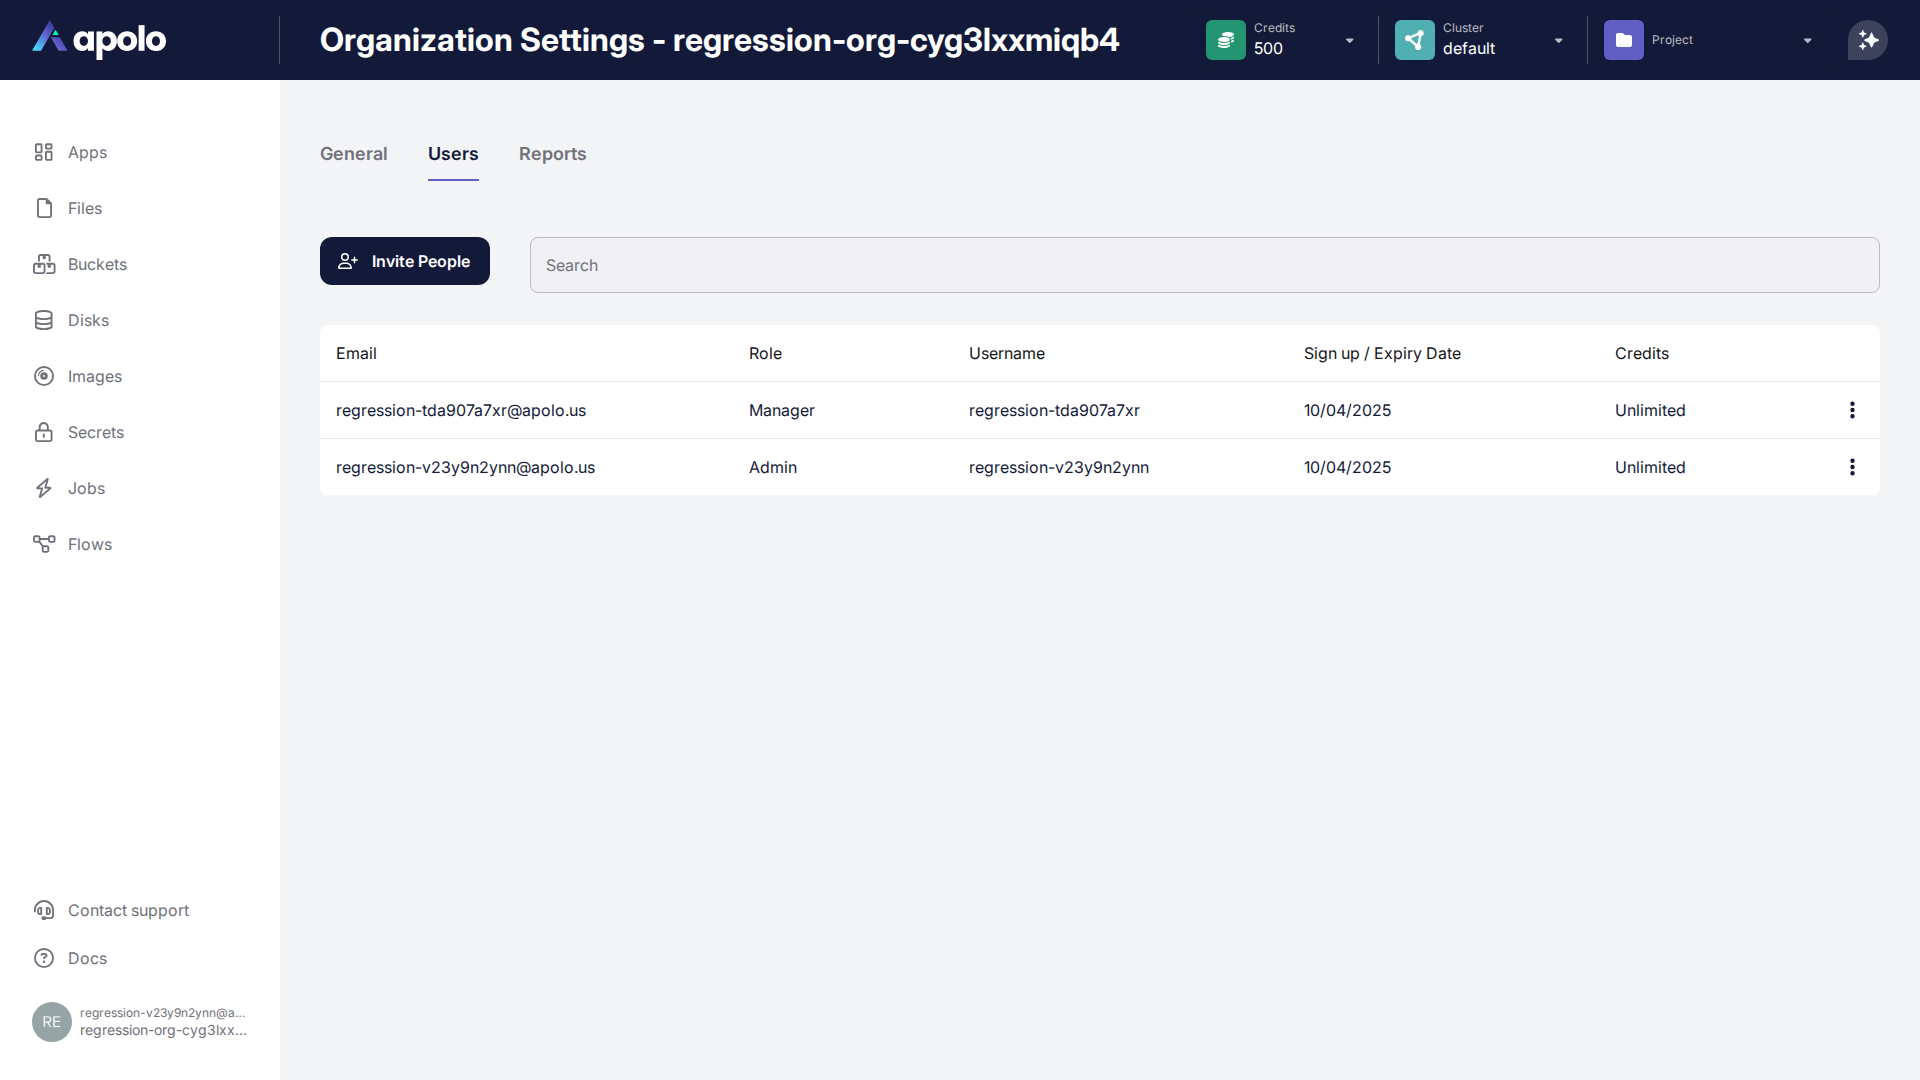 apolo
Organization Settings - regression-org-cyg3lxxmiqb4
Credits
500
Cluster
default
Project
Apps
Files
Buckets
Disks
Images
Secrets
Jobs
Flows
Contact support
Docs
RE
regression-v23y9n2ynn@a...
regression-org-cyg3lxx...
General Users Reports
Invite People
Search
Email Role Username Sign up / Expiry Date Credits
regression-tda907a7xr@apolo.us Manager regression-tda907a7xr 10/04/2025 Unlimited
regression-v23y9n2ynn@apolo.us Admin regression-v23y9n2ynn 10/04/2025 Unlimited